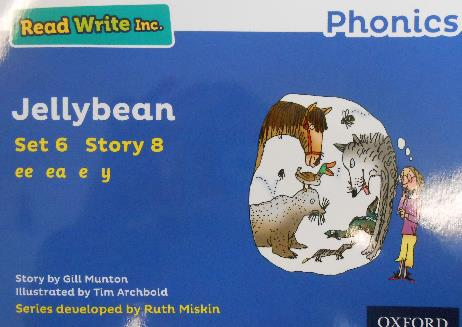 Read Write Inc.
Phonics
Jellybean
Set 6 Story 8
ee ea e y
Story by Gill Munton
Illustrated by Tim Archbold
Series developed by Ruth Miskin
OXFORD